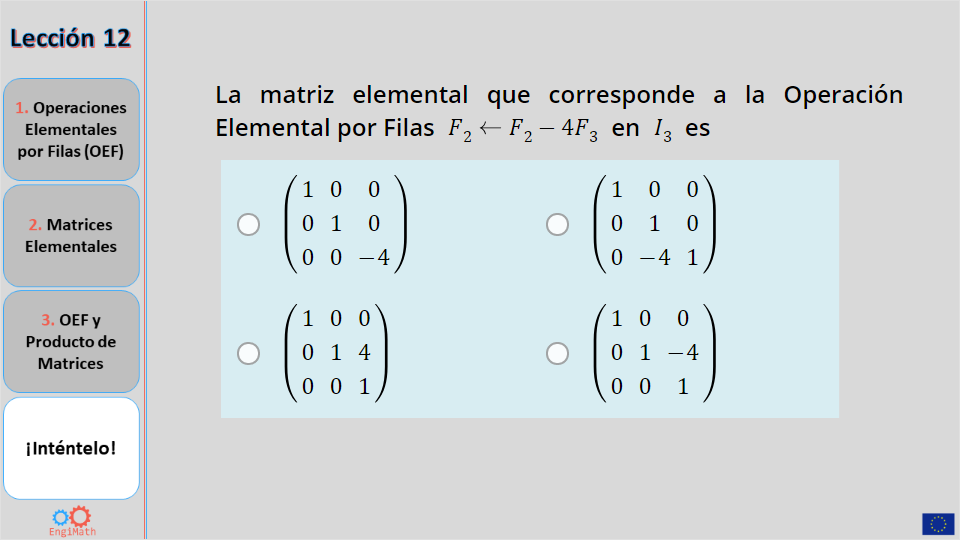 Lección 12
1. Operaciones
Elementales
por Filas (OEF)
2. Matrices
Elementales
3. OEF y
Producto de
Matrices
¡Inténtelo!
EngiMath
La matriz elemental que corresponde a la Operación
Elemental por Filas F₂ ← F₂ − 4F₃ en I₃ es
1 0 0
0 1 0
0 0 −4
1 0 0
0 1 0
0 −4 1
1 0 0
0 1 4
0 0 1
1 0 0
0 1 −4
0 0 1